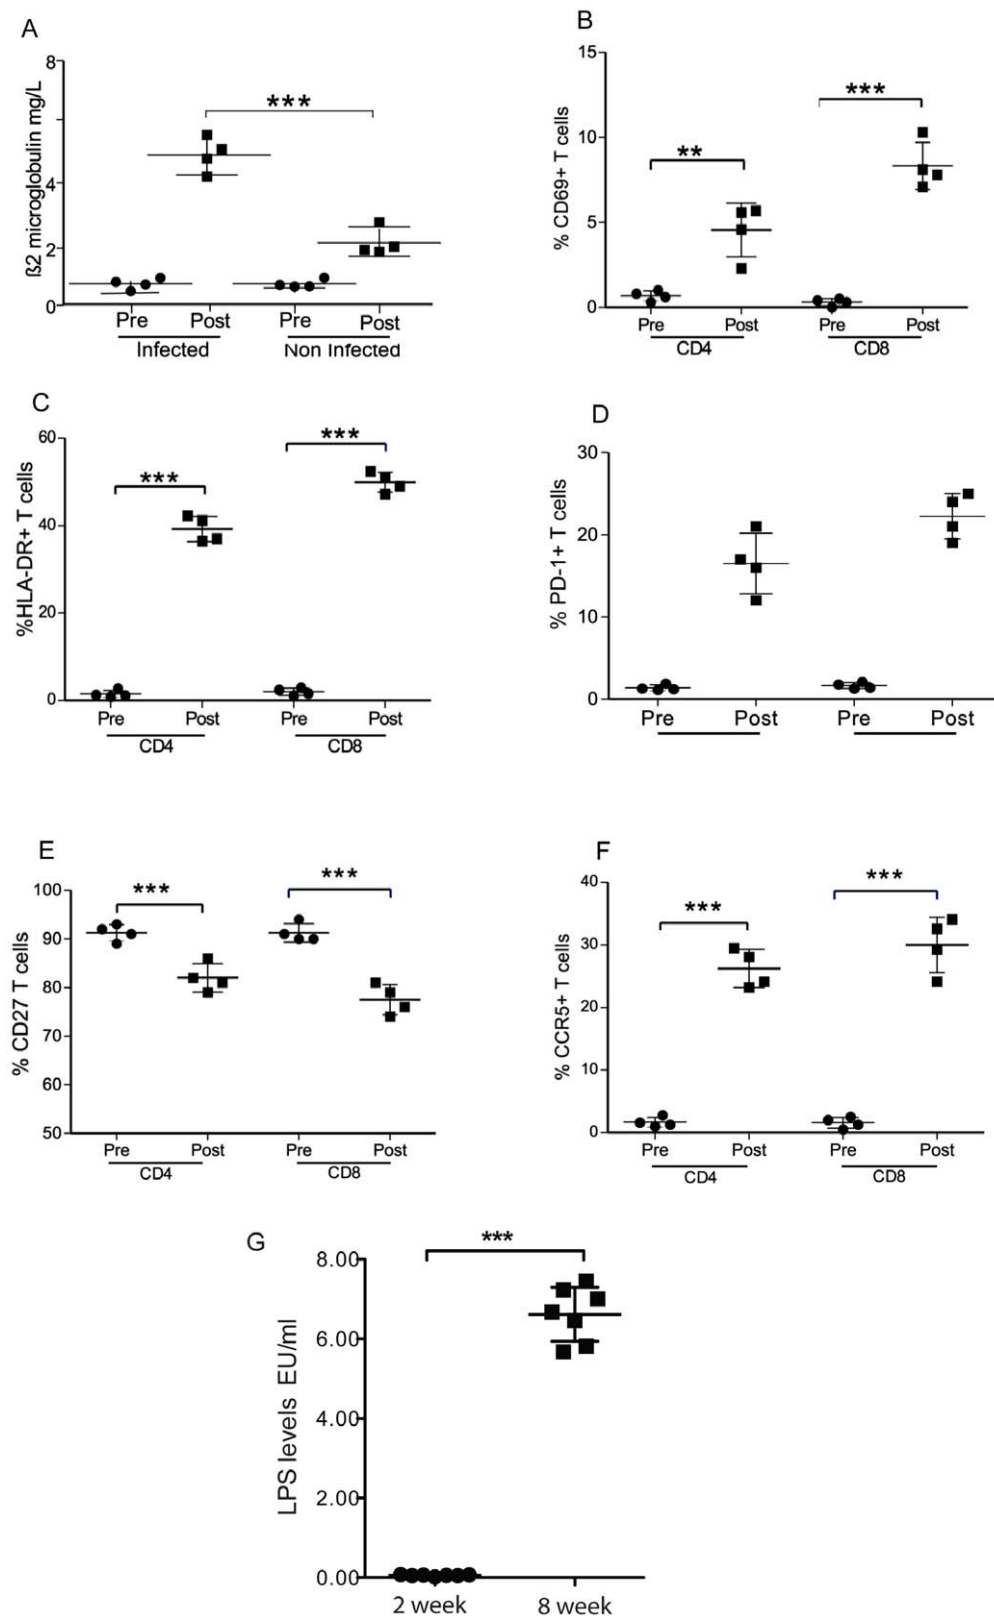 A
ß2 microglobulin mg/L
8
4
2
0
***
Pre Post Pre Post
Infected Non Infected
B
% CD69+ T cells
15
10
5
0
**
***
Pre Post Pre Post
CD4 CD8
C
%HLA-DR+ T cells
60
40
20
0
***
***
Pre Post Pre Post
CD4 CD8
D
% PD-1+ T cells
30
20
10
0
Pre Post Pre Post
E
% CD27 T cells
100
90
80
70
60
50
***
***
Pre Post Pre Post
CD4 CD8
F
% CCR5+ T cells
40
30
20
10
0
***
***
Pre Post Pre Post
CD4 CD8
G
LPS levels EU/ml
8.00
6.00
4.00
2.00
0.00
***
2 week 8 week